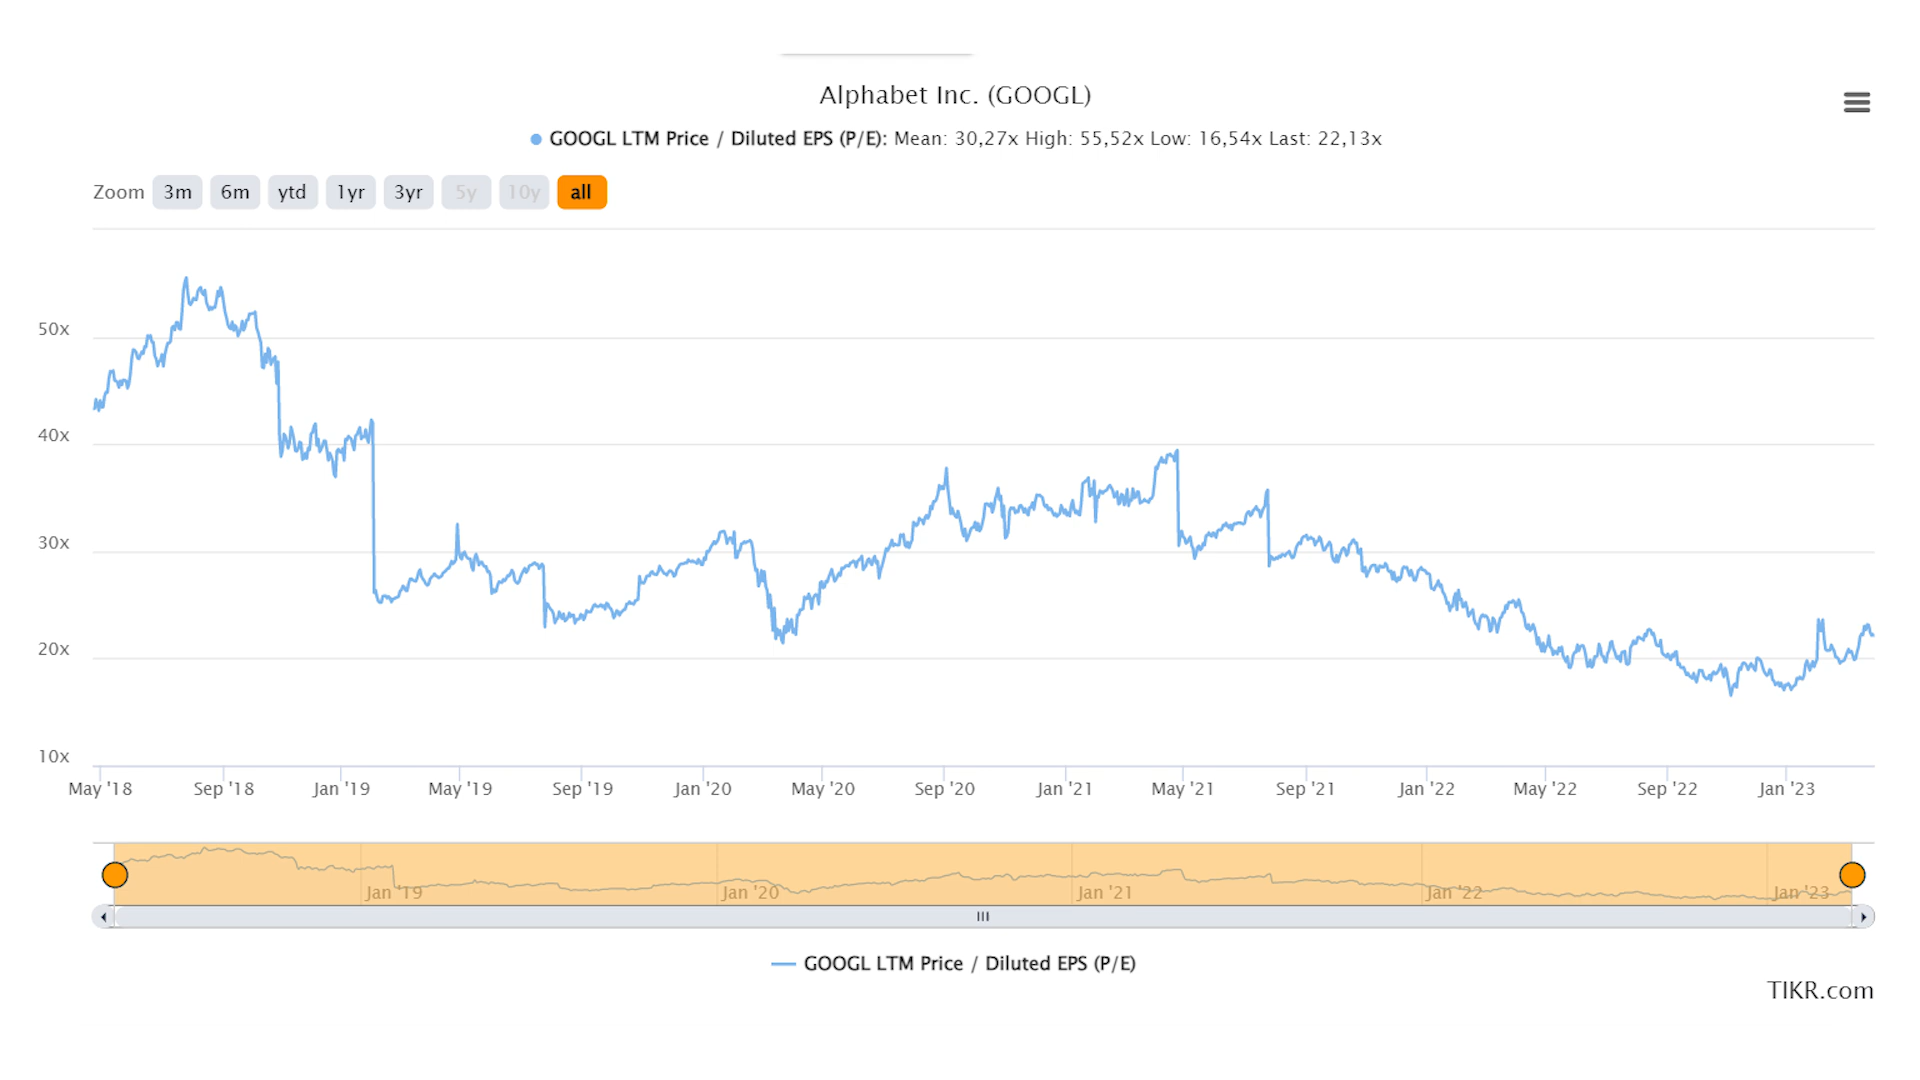 Alphabet Inc. (GOOGL)
GOOGL LTM Price / Diluted EPS (P/E): Mean: 30,27x High: 55,52x Low: 16,54x Last: 22,13x
Zoom 3m 6m ytd 1yr 3yr 5y 10y all
50x
40x
30x
20x
10x
May '18 Sep '18 Jan '19 May '19 Sep '19 Jan '20 May '20 Sep '20 Jan '21 May '21 Sep '21 Jan '22 May '22 Sep '22 Jan '23
Jan '19 Jan '20 Jan '21 Jan '22 Jan '23
GOOGL LTM Price / Diluted EPS (P/E)
TIKR.com